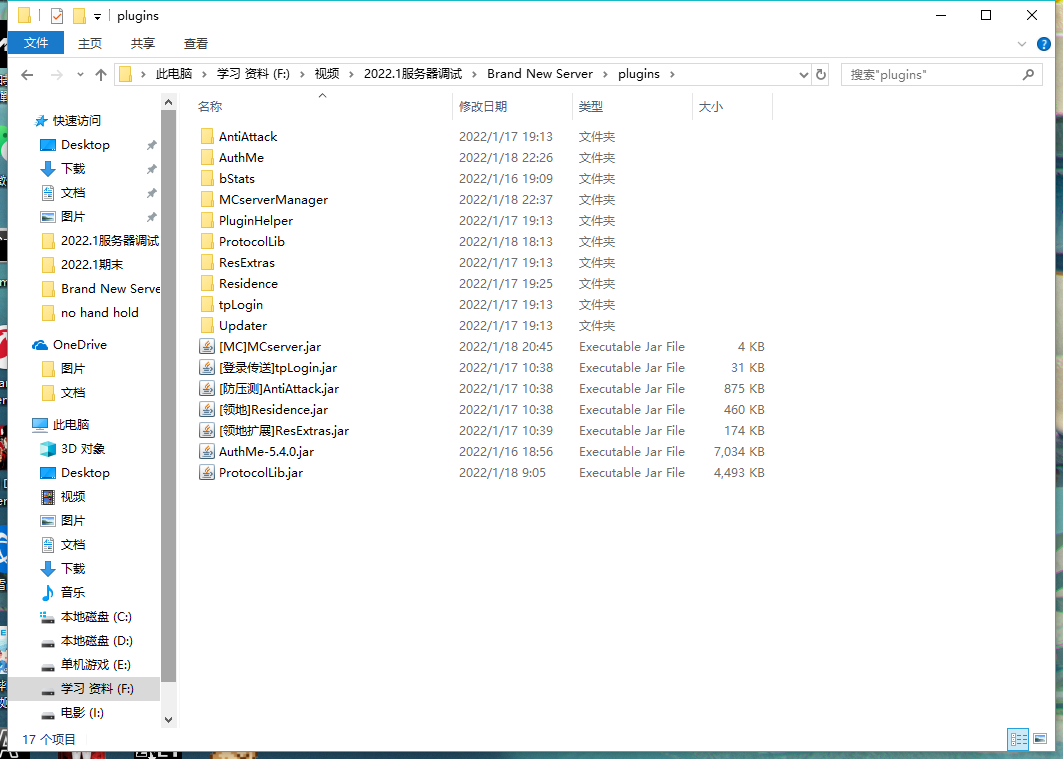 plugins
文件 主页 共享 查看
此电脑 学习 资料 (F:) 视频 2022.1服务器调试 Brand New Server plugins 搜索"plugins"
名称 修改日期 类型 大小
快速访问
Desktop
下载
文档
图片
2022.1服务器调试
2022.1期末
Brand New Serve
no hand hold
OneDrive
图片
文档
此电脑
3D 对象
Desktop
视频
图片
文档
下载
音乐
本地磁盘 (C:)
本地磁盘 (D:)
单机游戏 (E:)
学习 资料 (F:)
电影 (I:)
AntiAttack 2022/1/17 19:13 文件夹
AuthMe 2022/1/18 22:26 文件夹
bStats 2022/1/16 19:09 文件夹
MCserverManager 2022/1/18 22:37 文件夹
PluginHelper 2022/1/17 19:13 文件夹
ProtocolLib 2022/1/18 18:13 文件夹
ResExtras 2022/1/17 19:13 文件夹
Residence 2022/1/17 19:25 文件夹
tpLogin 2022/1/17 19:13 文件夹
Updater 2022/1/17 19:13 文件夹
[MC]MCserver.jar 2022/1/18 20:45 Executable Jar File 4 KB
[登录传送]tpLogin.jar 2022/1/17 10:38 Executable Jar File 31 KB
[防压测]AntiAttack.jar 2022/1/17 10:38 Executable Jar File 875 KB
[领地]Residence.jar 2022/1/17 10:38 Executable Jar File 460 KB
[领地扩展]ResExtras.jar 2022/1/17 10:39 Executable Jar File 174 KB
AuthMe-5.4.0.jar 2022/1/16 18:56 Executable Jar File 7,034 KB
ProtocolLib.jar 2022/1/18 9:05 Executable Jar File 4,493 KB
17 个项目